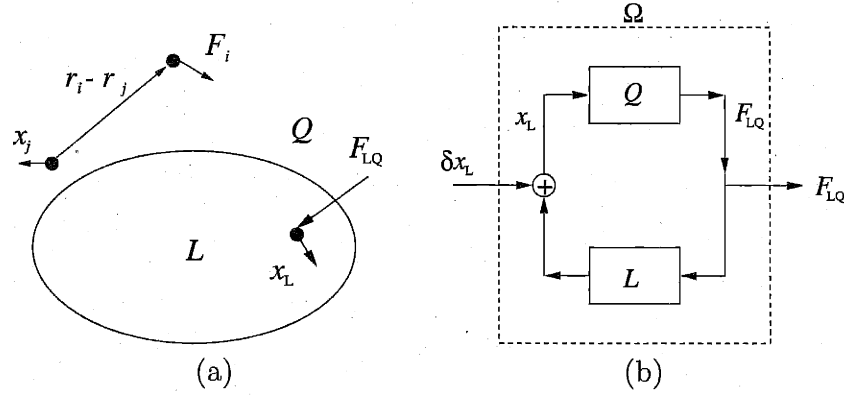 F_i
r_i - r_j
x_j
Q
F_LQ
L
x_L
(a)
Ω
Q
x_L
F_LQ
δx_L
+
F_LQ
L
(b)